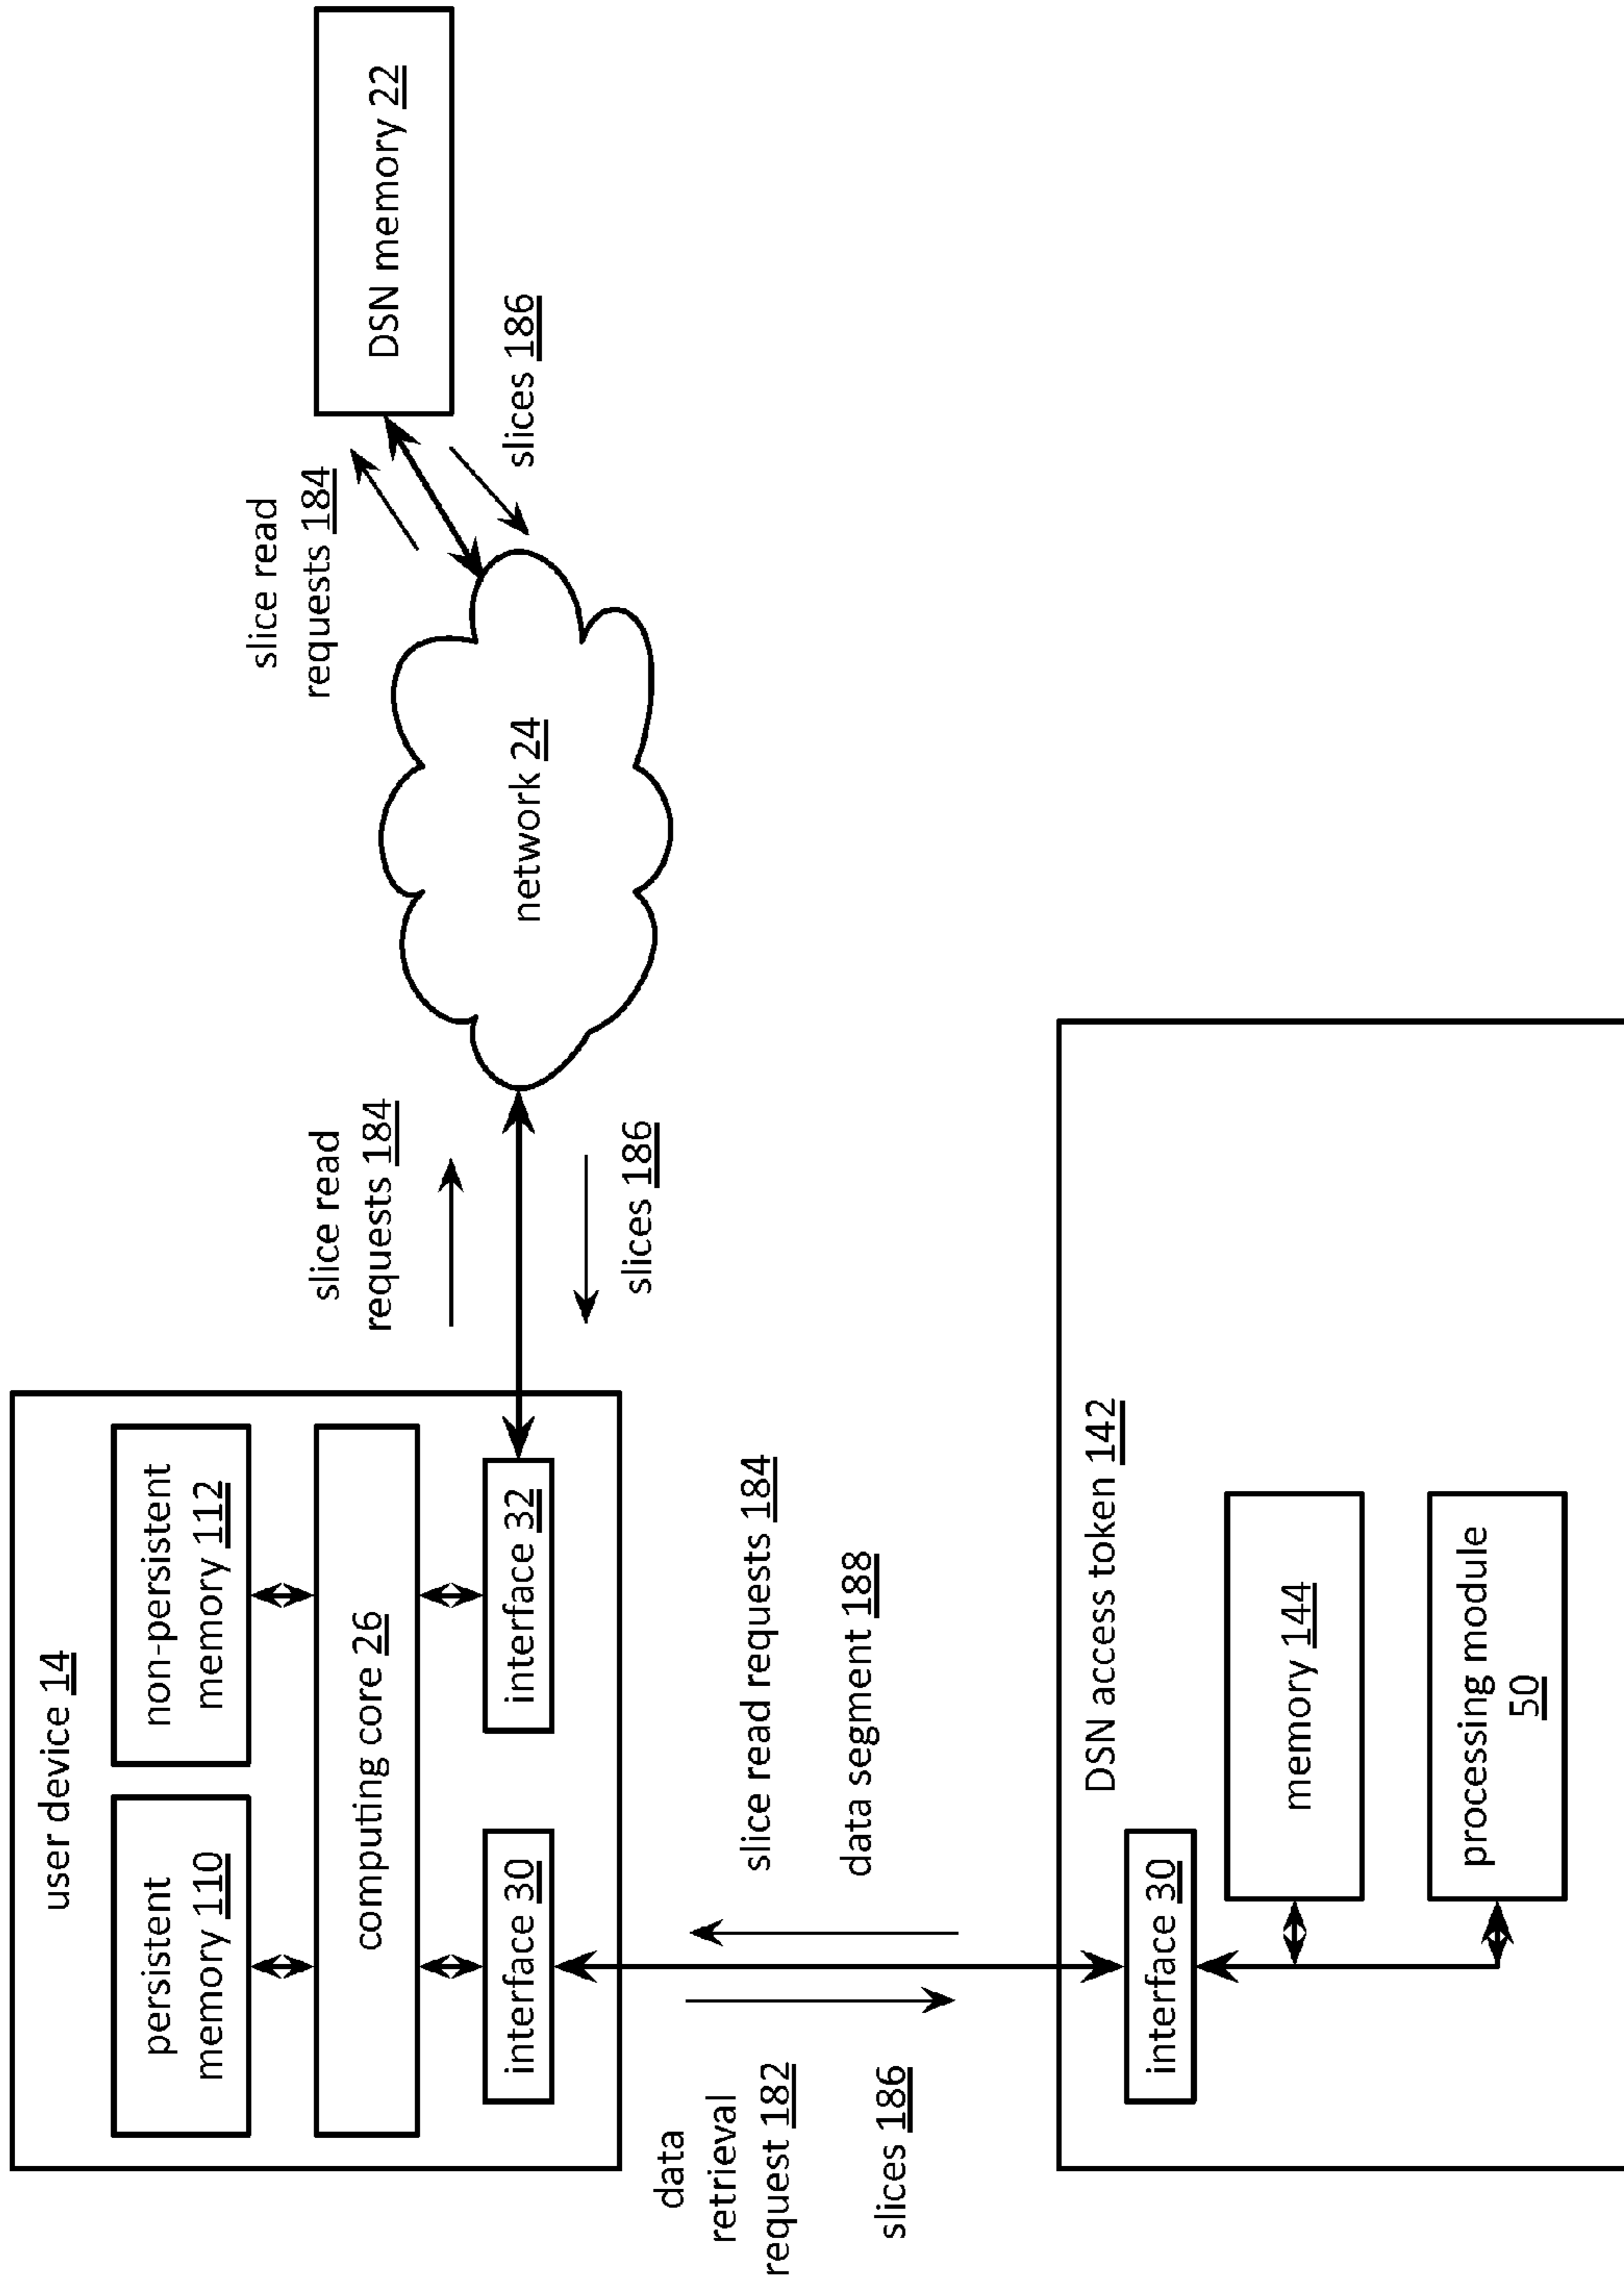 user device 14
persistent
memory 110
non-persistent
memory 112
computing core 26
interface 30
interface 32
slice read
requests 184
slices 186
network 24
slice read
requests 184
slices 186
DSN memory 22
data
retrieval
request 182
slices 186
slice read requests 184
data segment 188
DSN access token 142
interface 30
memory 144
processing module
50